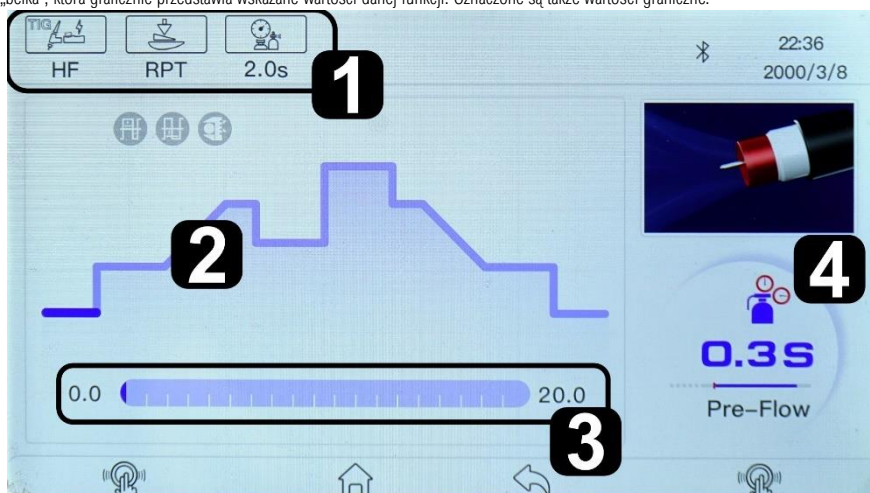 „belka", która graficznie przedstawia wskazane wartości danej funkcji. Oznaczone są także wartości graniczne.
TIG
HF RPT 2.0s
1
22:36
2000/3/8
2
4
0.3S
Pre-Flow
0.0 20.0
3